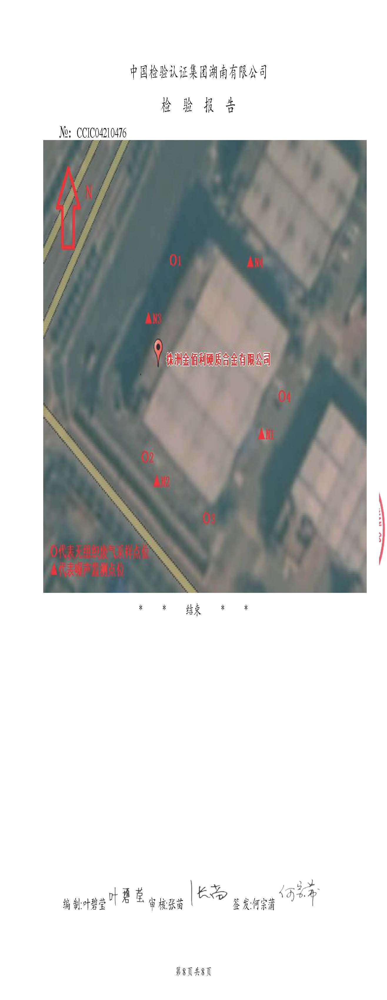 中国检验认证集团湖南有限公司
检 验 报 告
№: CCIC04210476
N
O1
▲N4
▲N3
株洲金佰利硬质合金有限公司
O4
▲N1
O2
▲N2
O3
O代表无组织废气采样点位
▲代表噪声监测点位
* * 结束 * *
编 制:叶碧莹 叶碧莹 审 核:张苗 张苗 签 发:何宗蒲 何宗蒲
第8页共8页